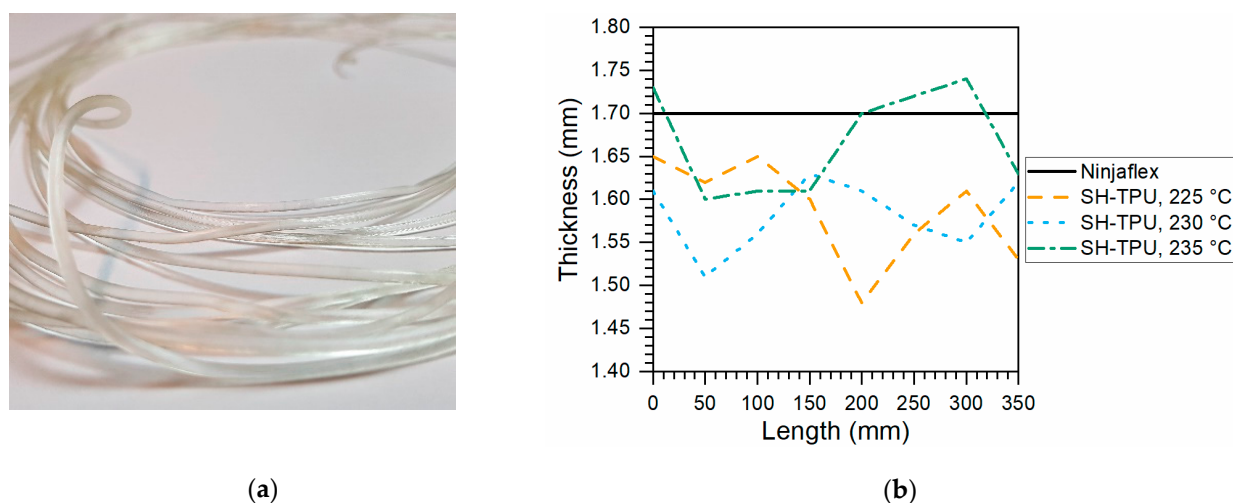 1.80
1.75
1.70
1.65
1.60
1.55
1.50
1.45
1.40
Thickness (mm)
0 50 100 150 200 250 300 350
Length (mm)
Ninjaflex
SH-TPU, 225 °C
SH-TPU, 230 °C
SH-TPU, 235 °C
(a) (b)